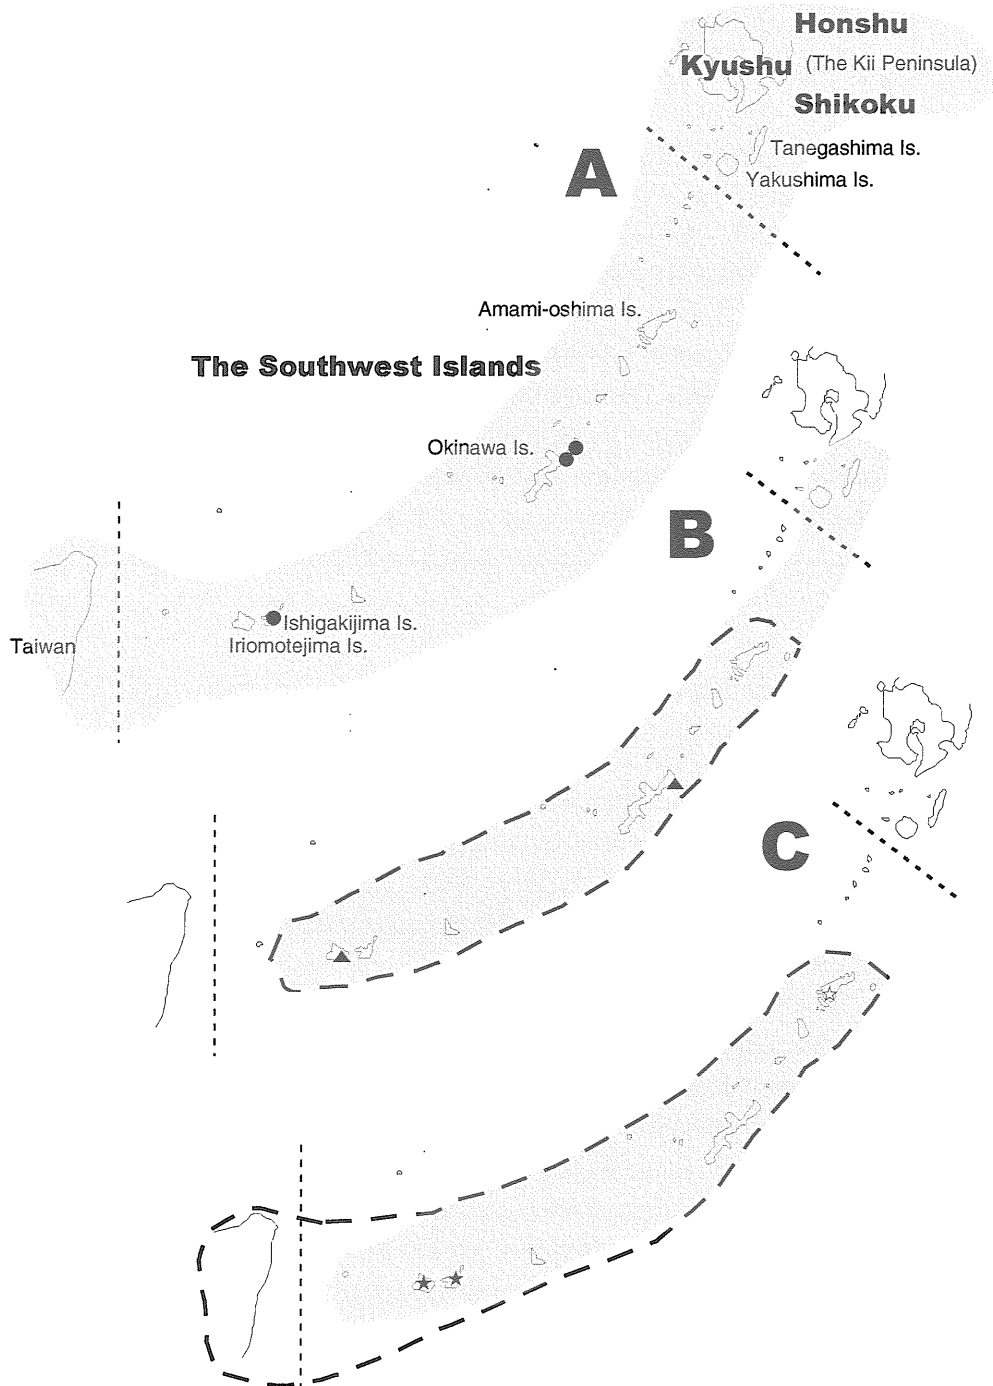 Honshu
Kyushu (The Kii Peninsula)
Shikoku
Tanegashima Is.
Yakushima Is.
A
Amami-oshima Is.
The Southwest Islands
Okinawa Is.
B
Ishigakijima Is.
Iriomotejima Is.
Taiwan
C